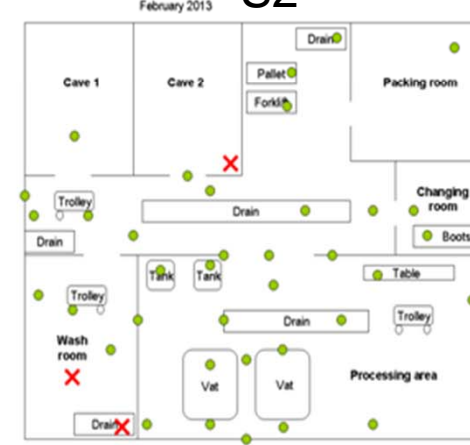 S2
February 2013
Drain
Pallet
Forklift
Cave 1
Cave 2
Packing room
Trolley
Drain
Changing
room
Drain
Boots
Tank
Tank
Table
Trolley
Drain
Trolley
Wash
room
Vat
Vat
Processing area
Drain